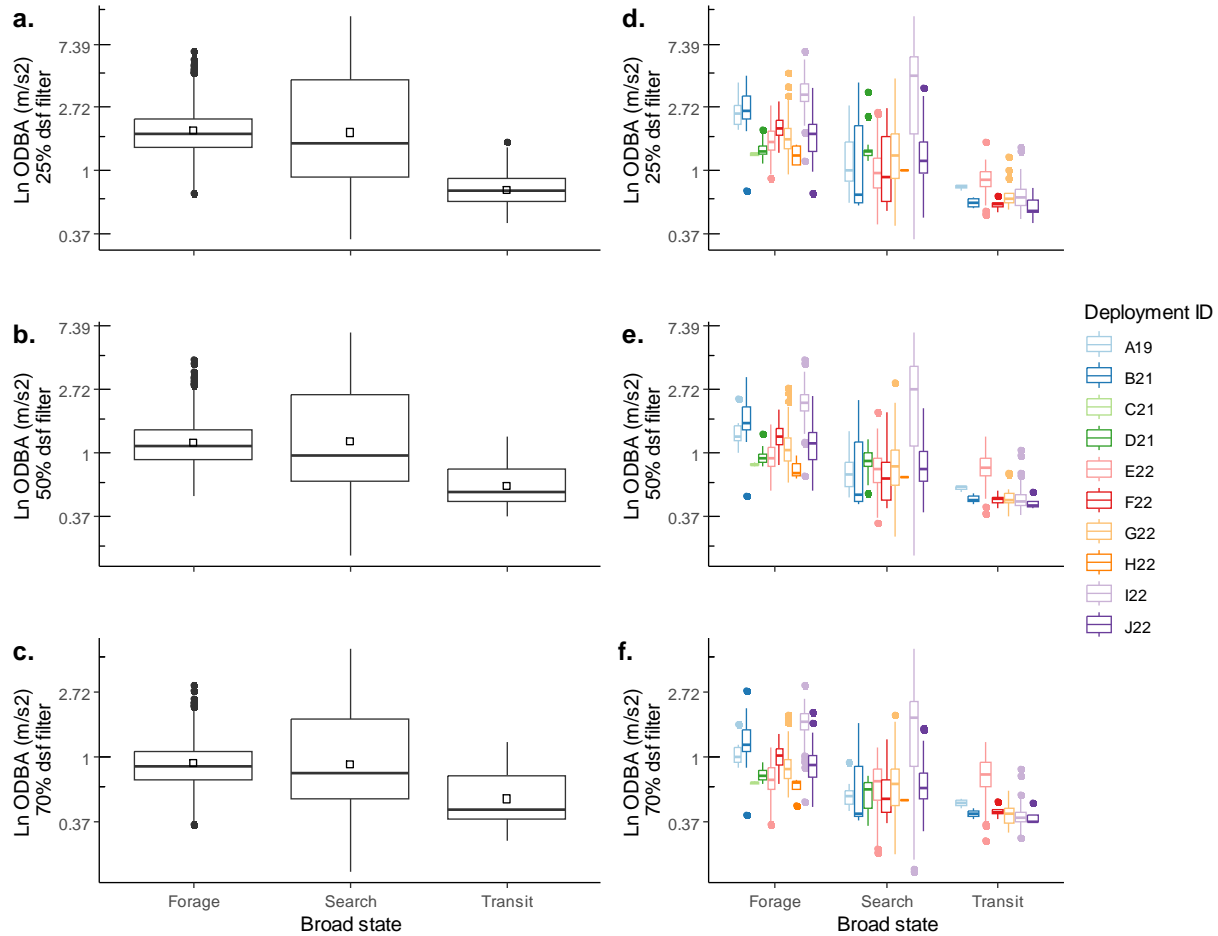 a.
Ln ODBA (m/s2)
25% dsf filter
7.39
2.72
1
0.37
d.
Ln ODBA (m/s2)
25% dsf filter
7.39
2.72
1
0.37
b.
Ln ODBA (m/s2)
50% dsf filter
7.39
2.72
1
0.37
e.
Ln ODBA (m/s2)
50% dsf filter
7.39
2.72
1
0.37
c.
Ln ODBA (m/s2)
70% dsf filter
2.72
1
0.37
Forage Search Transit
Broad state
f.
Ln ODBA (m/s2)
70% dsf filter
2.72
1
0.37
Forage Search Transit
Broad state
Deployment ID
A19
B21
C21
D21
E22
F22
G22
H22
I22
J22